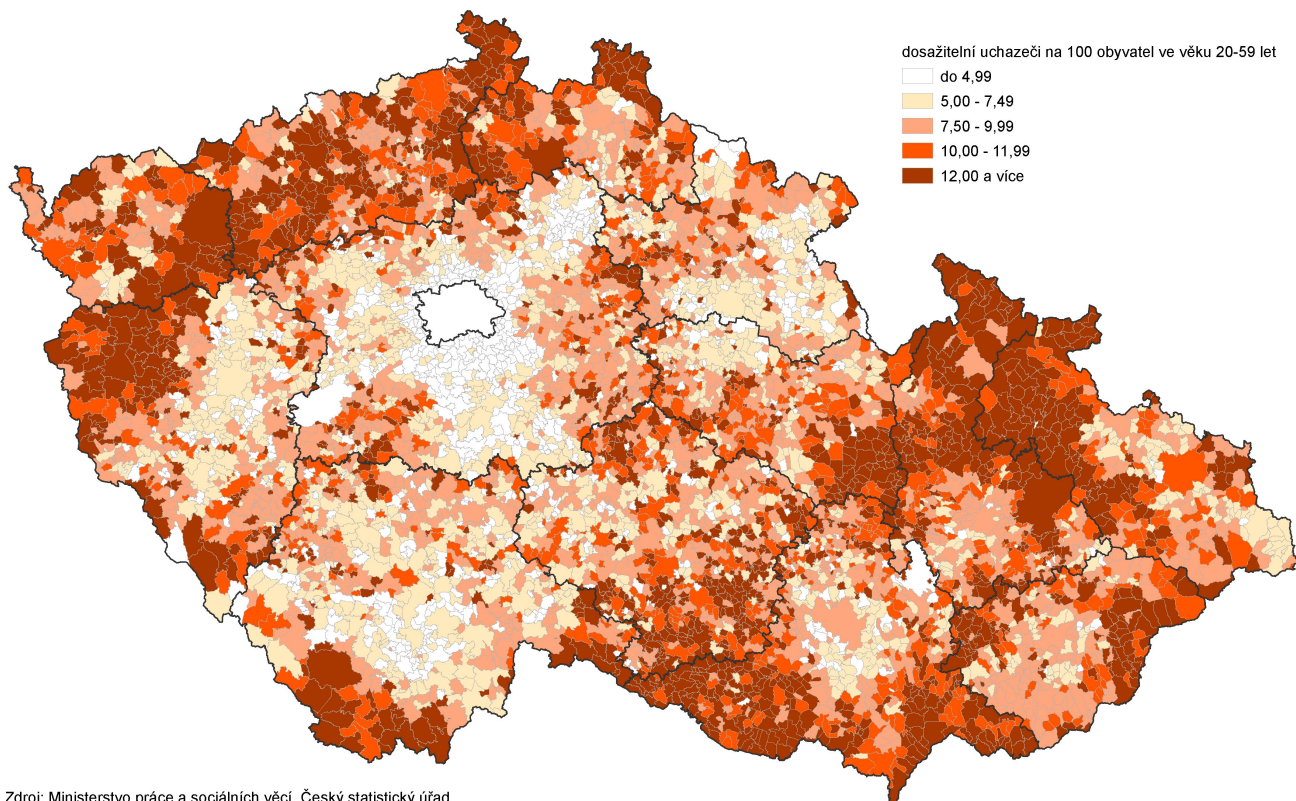 dosažitelní uchazeči na 100 obyvatel ve věku 20-59 let
do 4,99
5,00 - 7,49
7,50 - 9,99
10,00 - 11,99
12,00 a více
Zdroj: Ministerstvo práce a sociálních věcí, Český statistický úřad